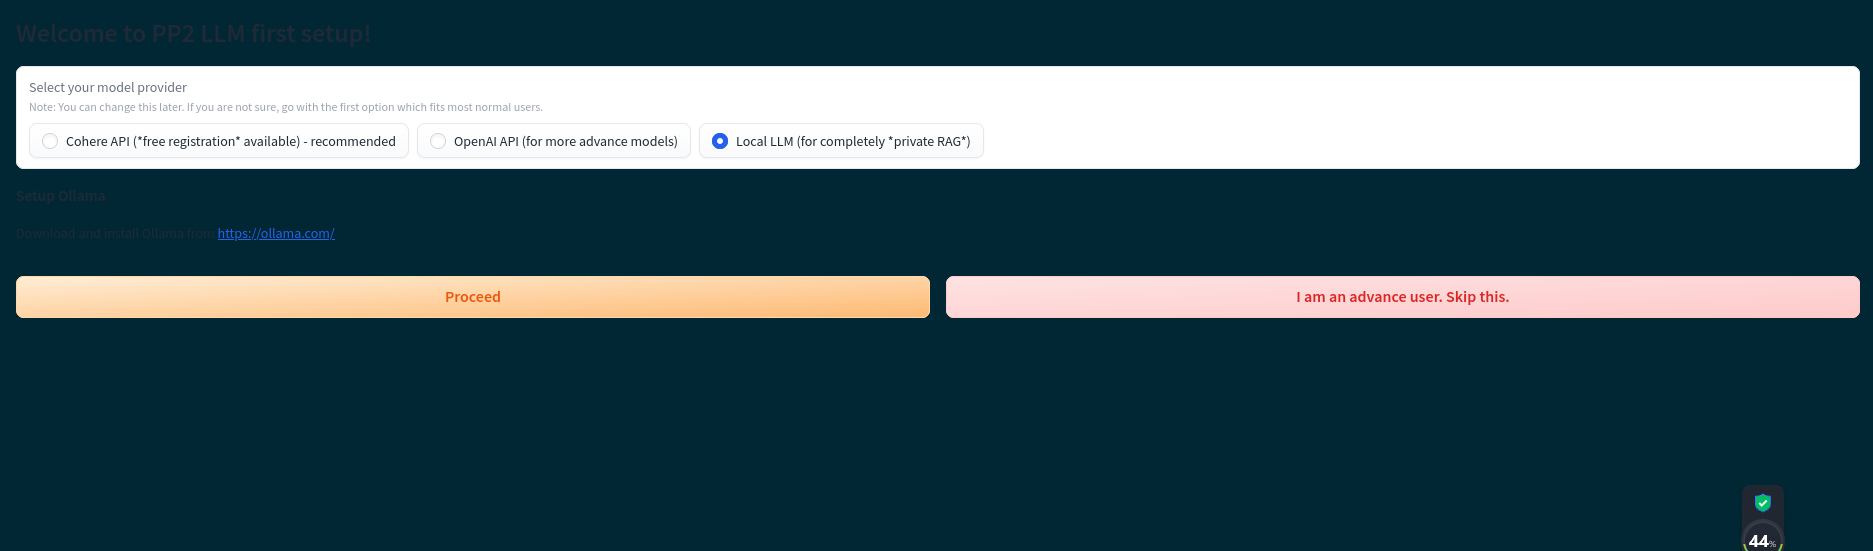 Welcome to PP2 LLM first setup!
Select your model provider
Note: You can change this later. If you are not sure, go with the first option which fits most normal users.
Cohere API (*free registration* available) - recommended
OpenAI API (for more advance models)
Local LLM (for completely *private RAG*)
Setup Ollama
Download and install Ollama from https://ollama.com/
Proceed
I am an advance user. Skip this.
44%